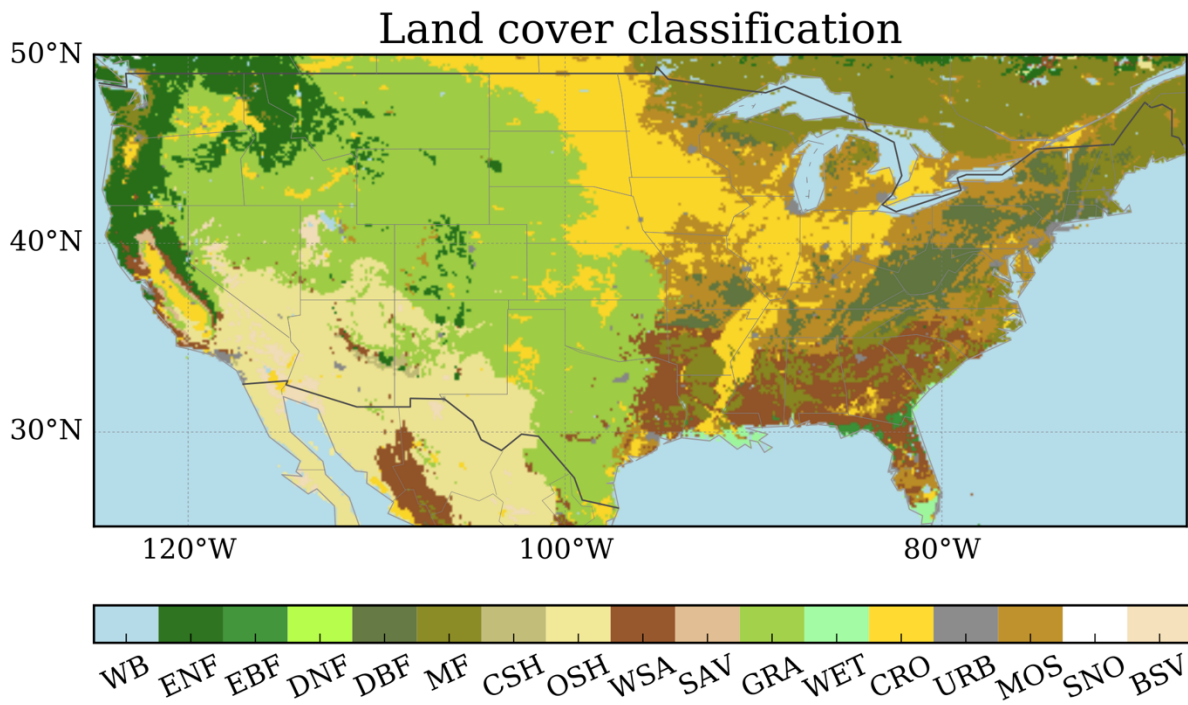 Land cover classification
50°N
40°N
30°N
120°W 100°W 80°W
WB ENF EBF DNF DBF MF CSH OSH WSA SAV GRA WET CRO URB MOS SNO BSV